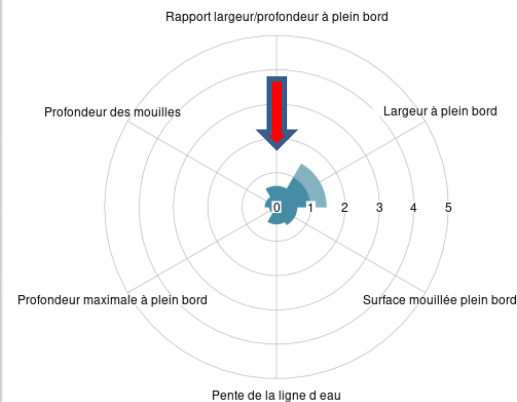 Rapport largeur/profondeur à plein bord
Profondeur des mouilles
Largeur à plein bord
0 1 2 3 4 5
Profondeur maximale à plein bord
Surface mouillée plein bord
Pente de la ligne d eau